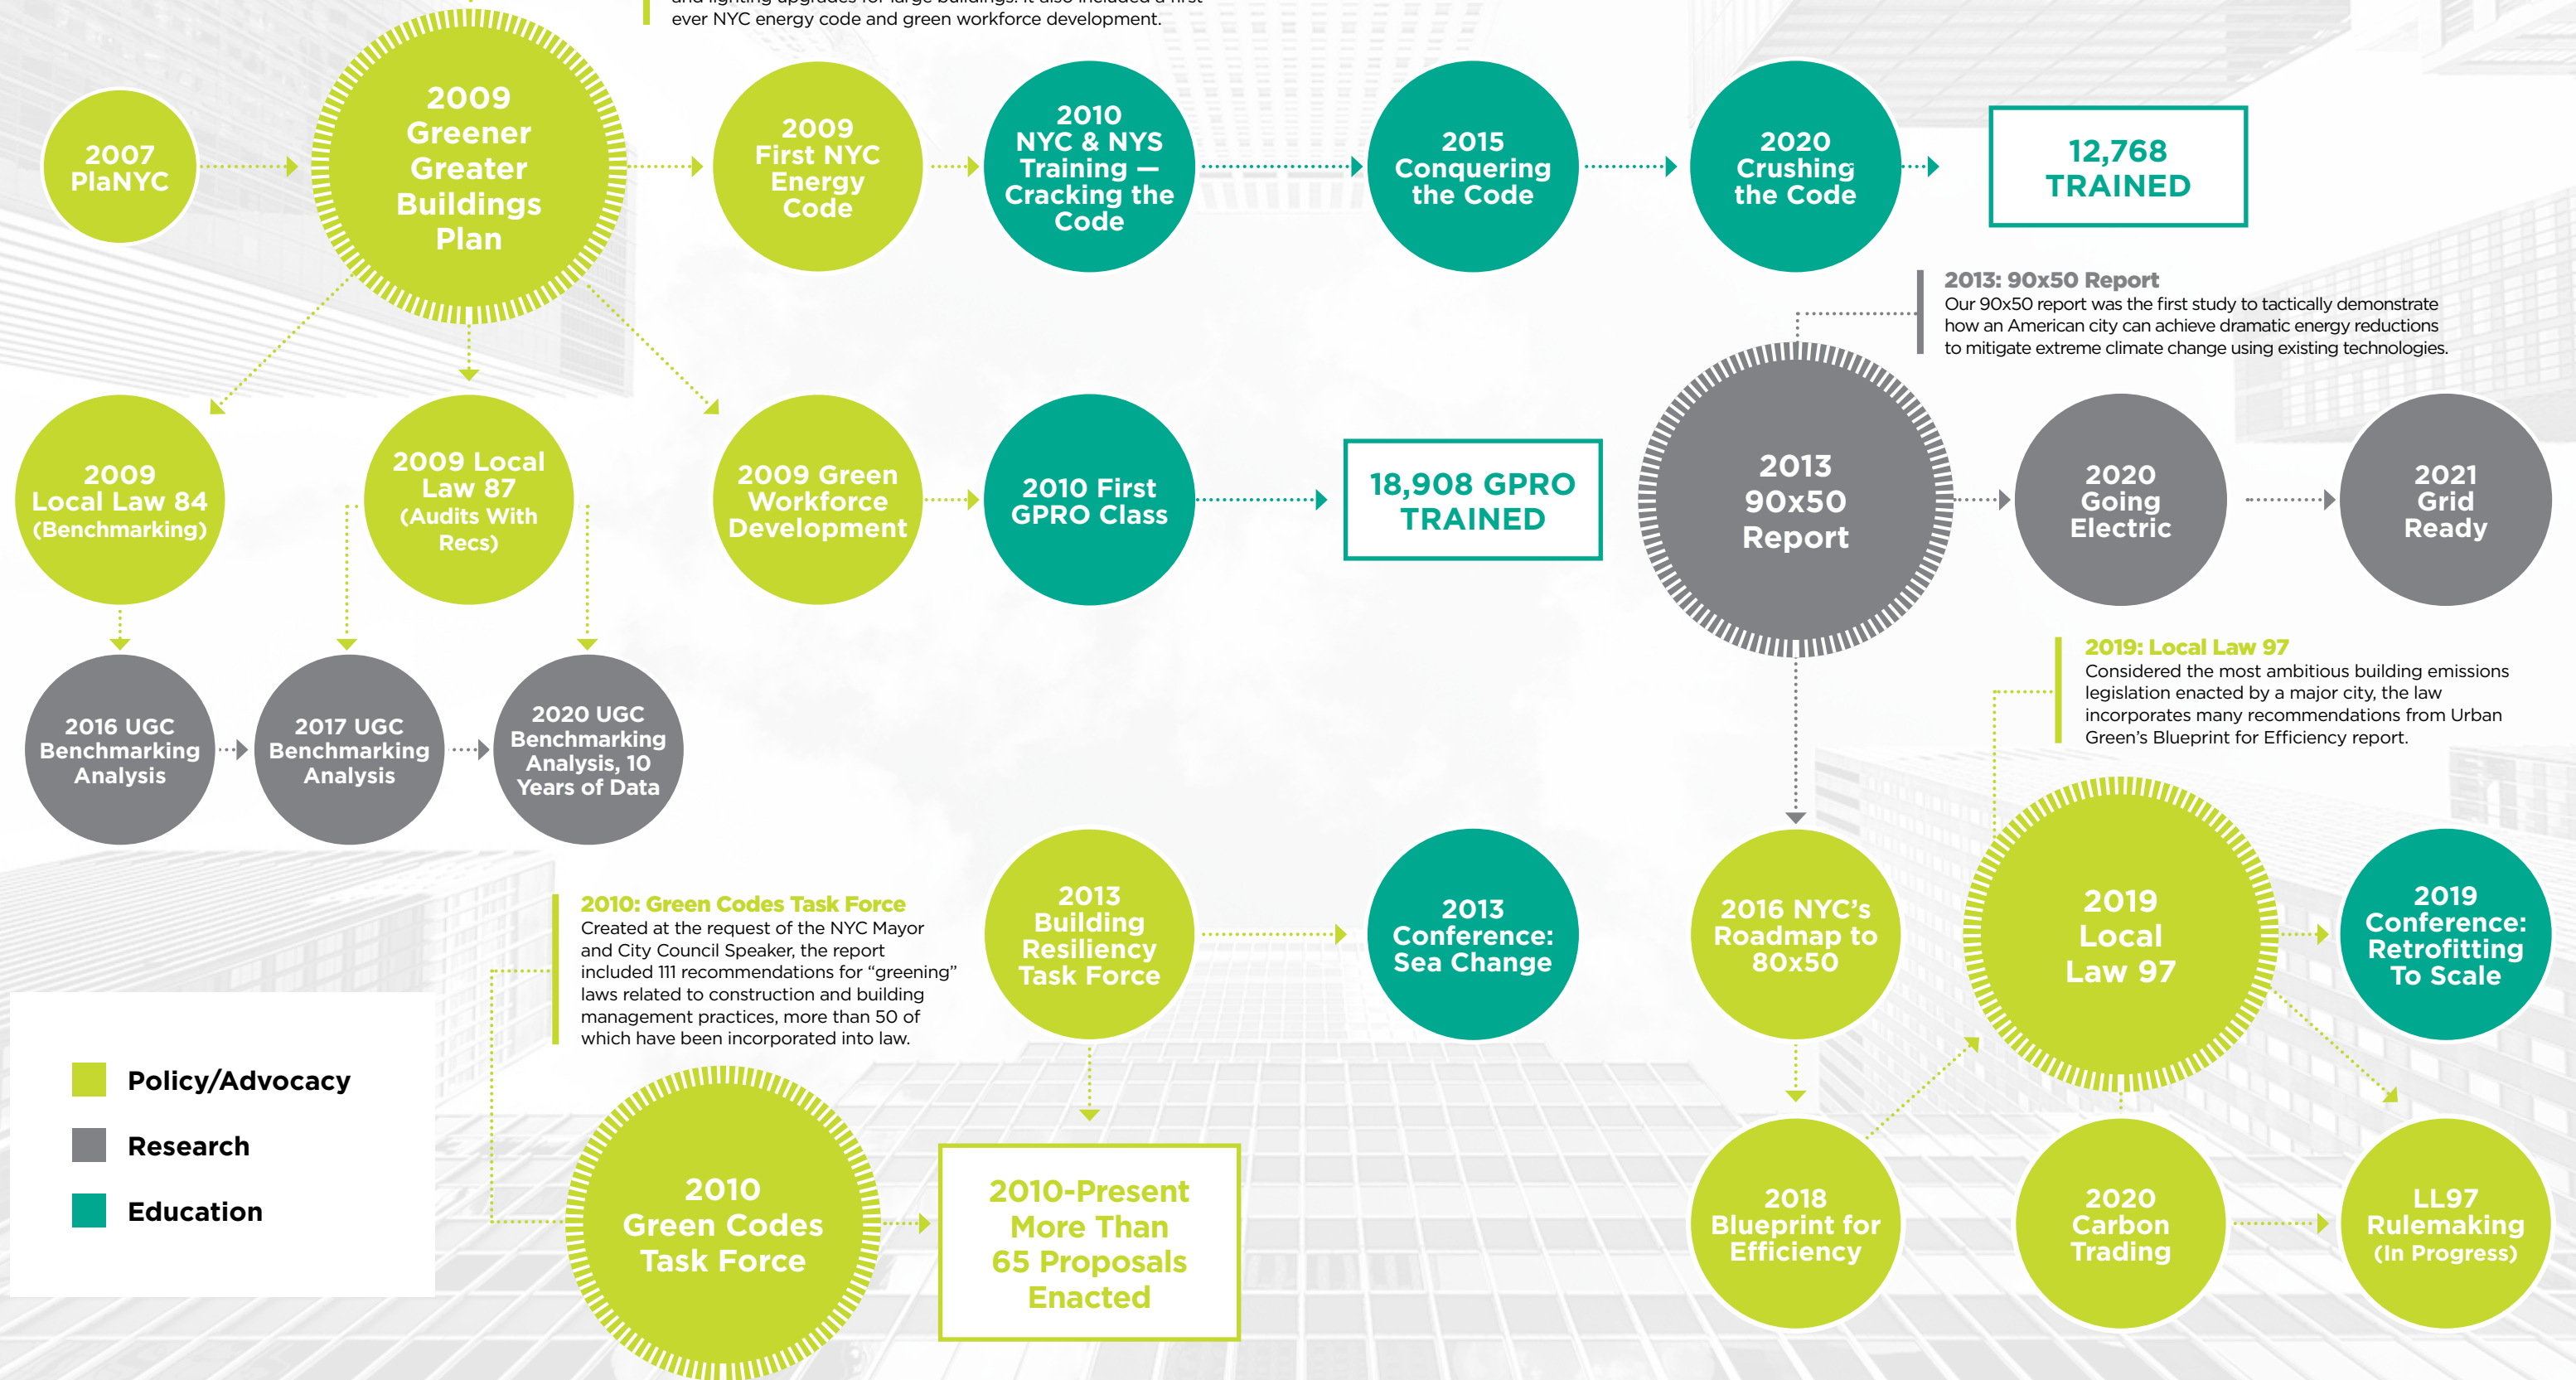 and lighting upgrades for large buildings. It also included a first
ever NYC energy code and green workforce development.
2007
PlaNYC
2009
Greener
Greater
Buildings
Plan
2009
First NYC
Energy
Code
2010
NYC & NYS
Training —
Cracking the
Code
2015
Conquering
the Code
2020
Crushing
the Code
12,768
TRAINED
2013: 90x50 Report
Our 90x50 report was the first study to tactically demonstrate
how an American city can achieve dramatic energy reductions
to mitigate extreme climate change using existing technologies.
2009
Local Law 84
(Benchmarking)
2009 Local
Law 87
(Audits With
Recs)
2009 Green
Workforce
Development
2010 First
GPRO Class
18,908 GPRO
TRAINED
2013
90x50
Report
2020
Going
Electric
2021
Grid
Ready
2016 UGC
Benchmarking
Analysis
2017 UGC
Benchmarking
Analysis
2020 UGC
Benchmarking
Analysis, 10
Years of Data
2019: Local Law 97
Considered the most ambitious building emissions
legislation enacted by a major city, the law
incorporates many recommendations from Urban
Green’s Blueprint for Efficiency report.
2010: Green Codes Task Force
Created at the request of the NYC Mayor
and City Council Speaker, the report
included 111 recommendations for “greening”
laws related to construction and building
management practices, more than 50 of
which have been incorporated into law.
2013
Building
Resiliency
Task Force
2013
Conference:
Sea Change
2016 NYC’s
Roadmap to
80x50
2019
Local
Law 97
2019
Conference:
Retrofitting
To Scale
Policy/Advocacy
Research
Education
2010
Green Codes
Task Force
2010-Present
More Than
65 Proposals
Enacted
2018
Blueprint for
Efficiency
2020
Carbon
Trading
LL97
Rulemaking
(In Progress)